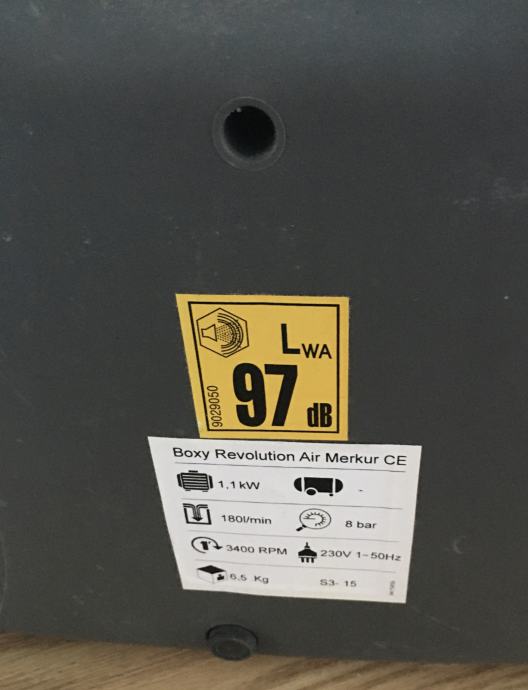 LWA
97 dB
9029050
Boxy Revolution Air Merkur CE
1,1 kW -
180l/min 8 bar
3400 RPM 230V 1~50Hz
6,5 Kg S3- 15